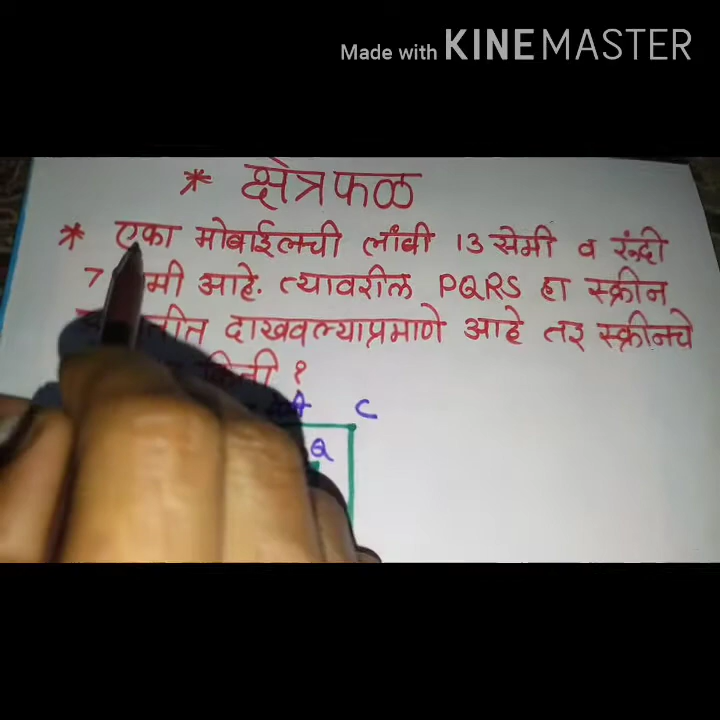 Made with KINEMASTER
* क्षेत्रफळ
* एका मोबाईलची लांबी 13 सेमी व रुंदी
7 मी आहे. त्यावरील PQRS हा स्क्रीन
दाखवल्याप्रमाणे आहे तर स्क्रीनचे
किती ?
C
Q